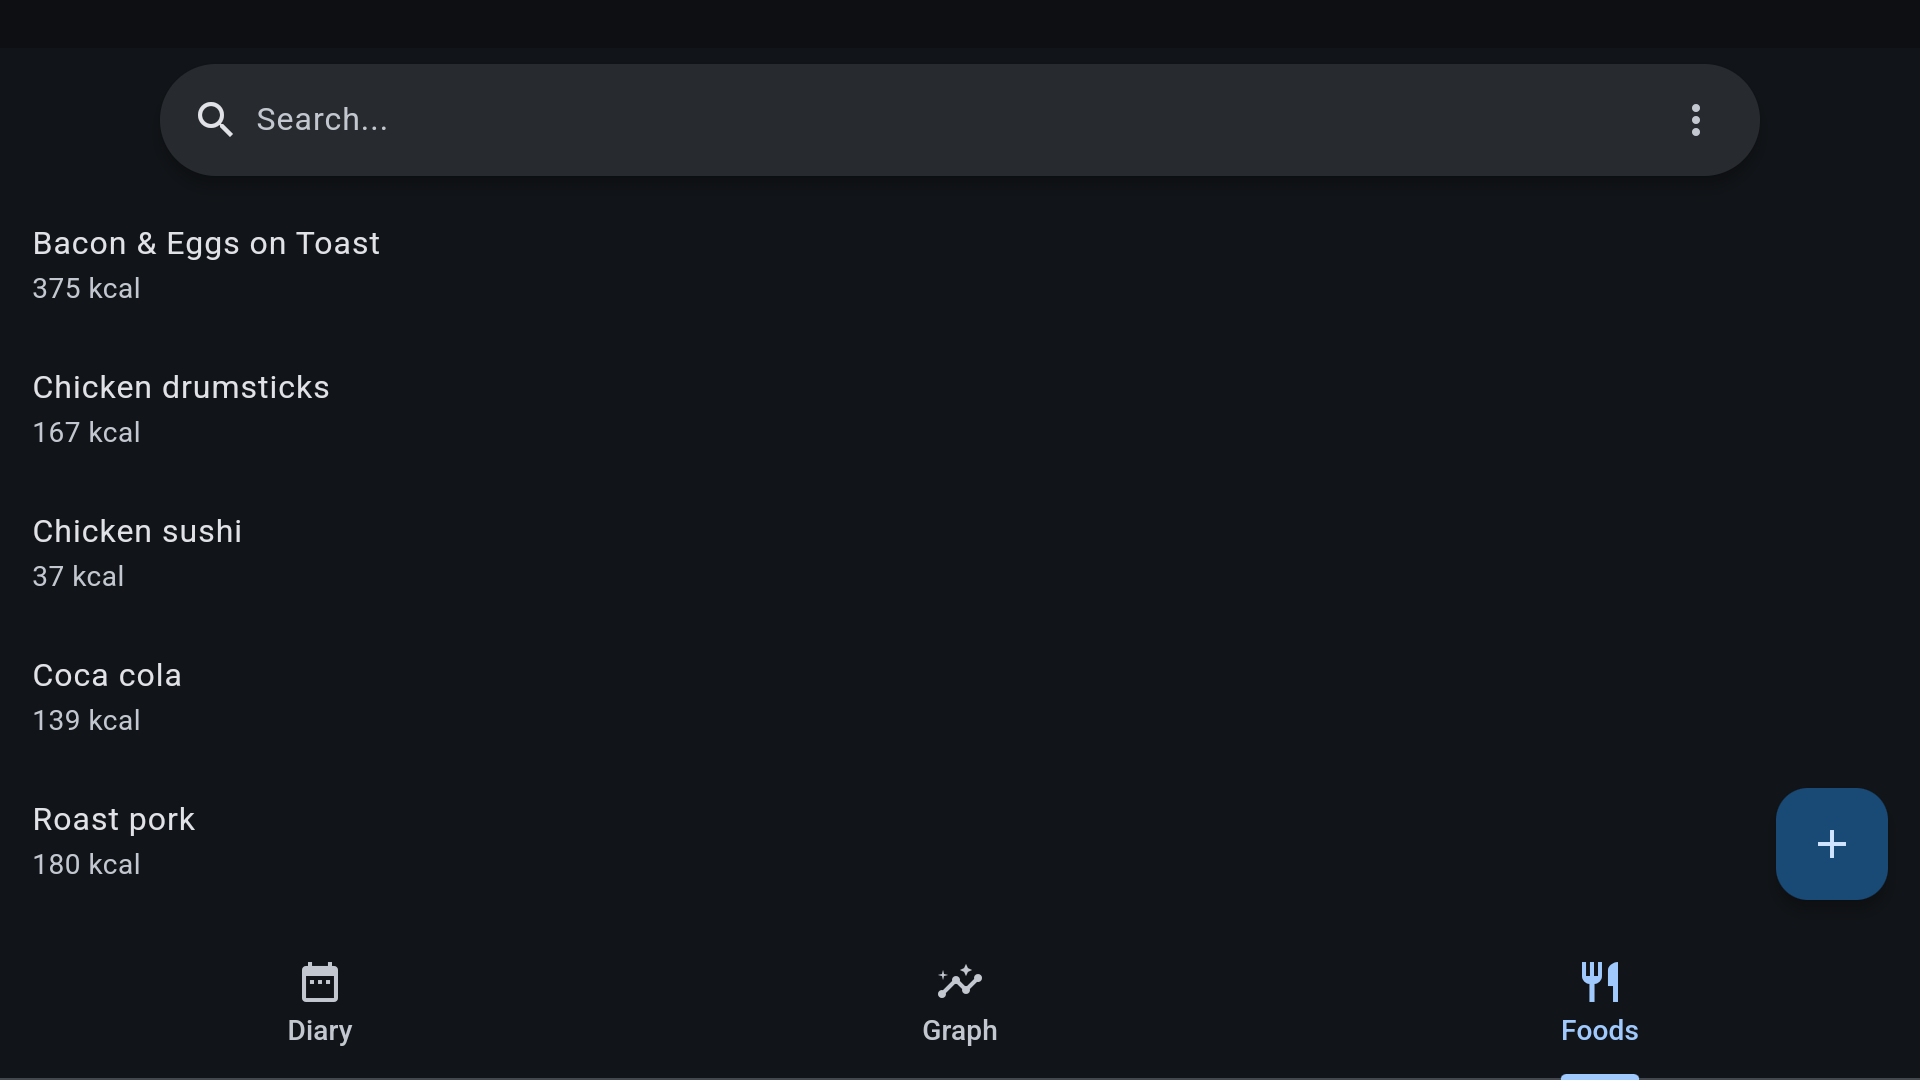 Search...
Bacon & Eggs on Toast
375 kcal
Chicken drumsticks
167 kcal
Chicken sushi
37 kcal
Coca cola
139 kcal
Roast pork
180 kcal
Diary
Graph
Foods